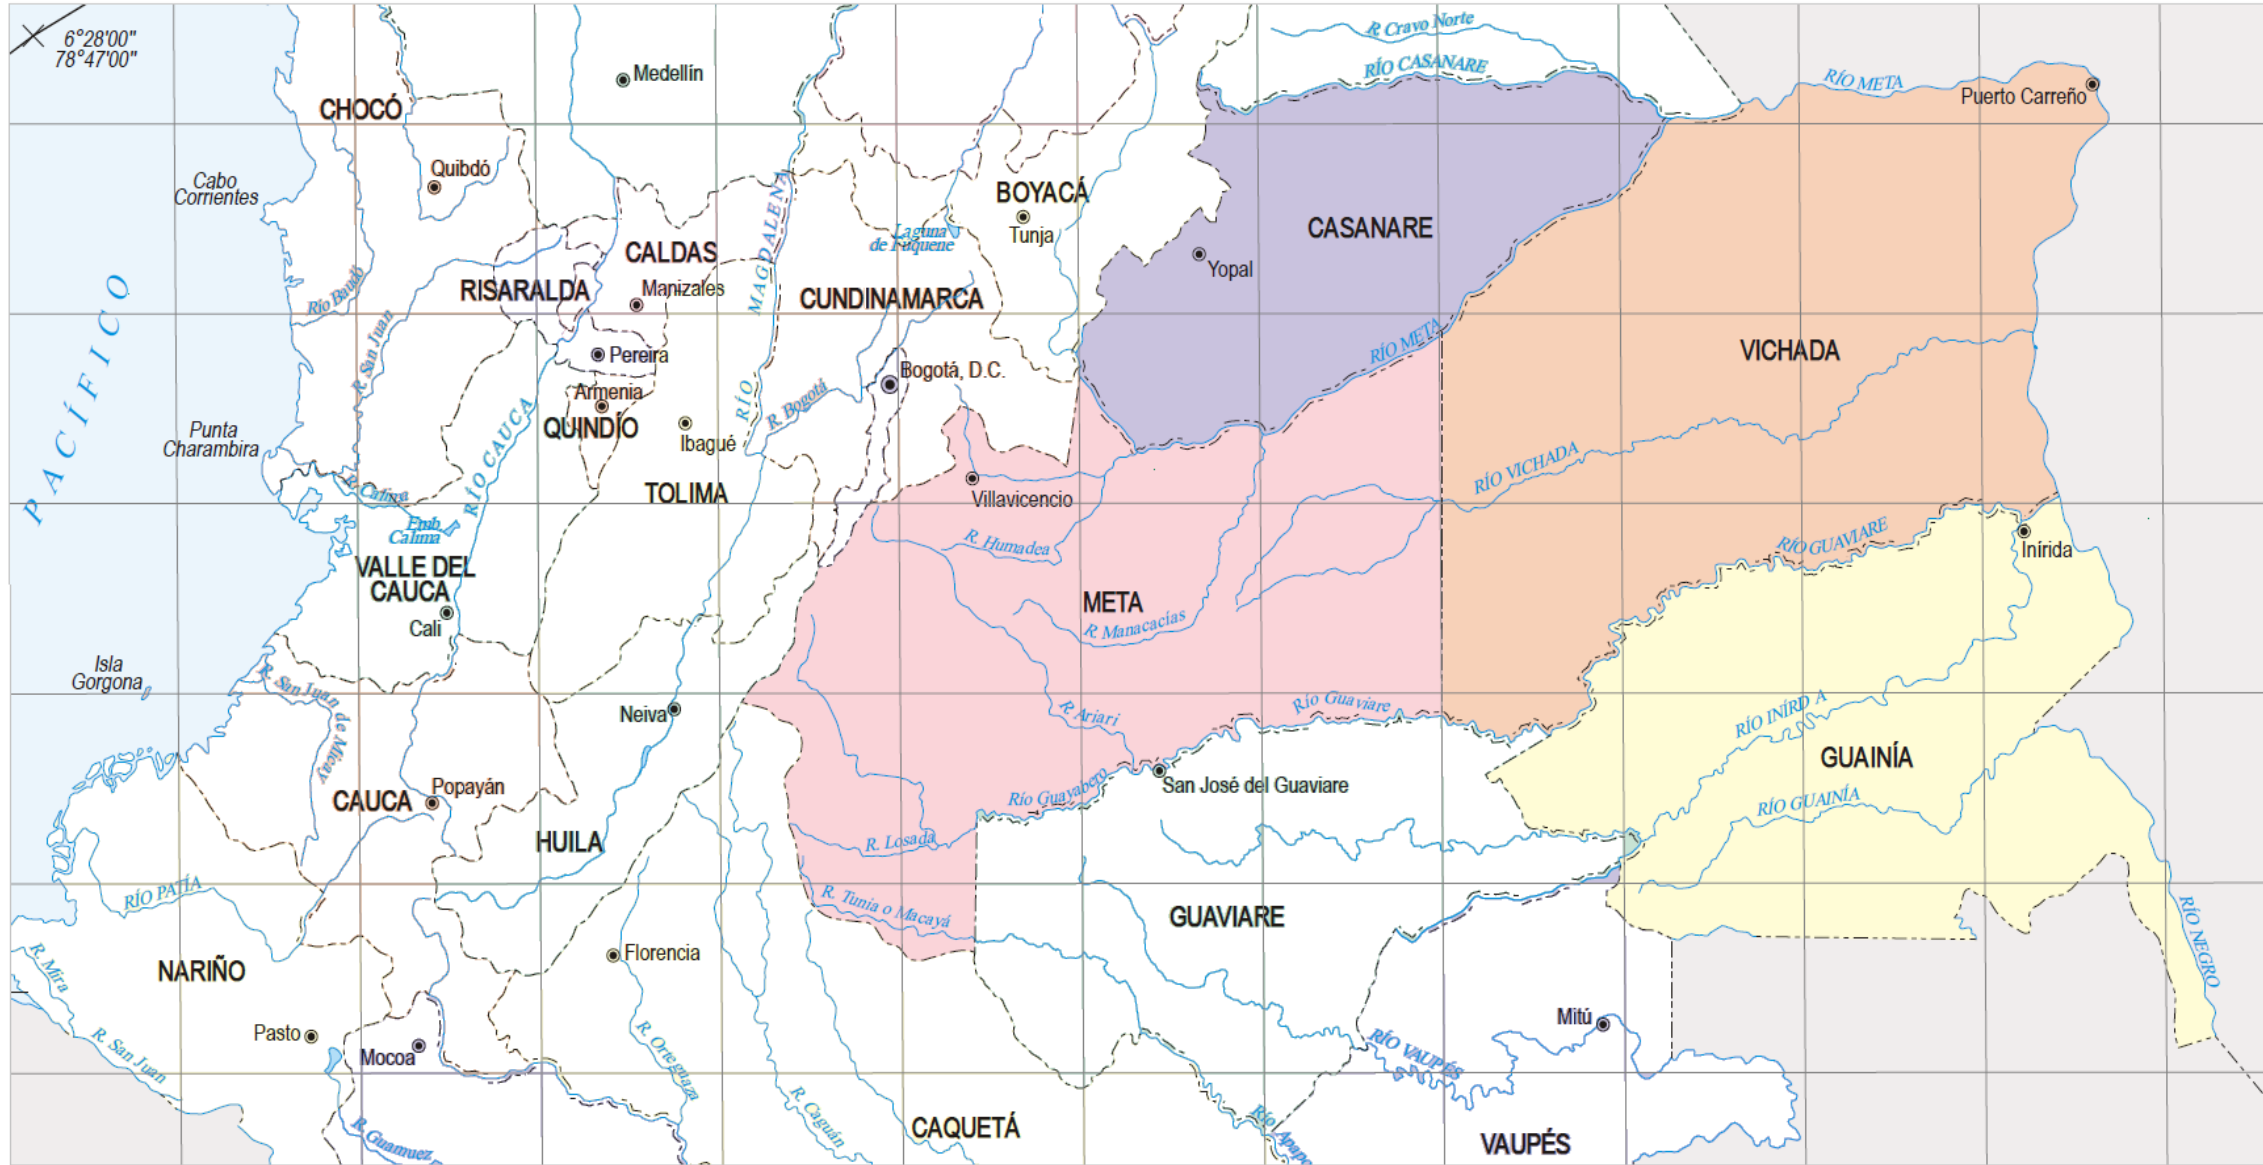 6°28'00"
78°47'00"
R. Cravo Norte
RÍO CASANARE
RÍO META
Puerto Carreño
Medellín
CHOCÓ
Quibdó
Cabo
Corrientes
BOYACÁ
Tunja
Laguna
de Fúquene
CASANARE
Yopal
CALDAS
Manizales
RISARALDA
RÍO
MAGDALENA
CUNDINAMARCA
Río Baudó
R. San Juan
PACÍFICO
RÍO META
VICHADA
Pereira
Armenia
QUINDÍO
Ibagué
Bogotá, D.C.
R. Bogotá
Punta
Charambira
RÍO CAUCA
R. Calima
Emb.
Calima
TOLIMA
Villavicencio
RÍO VICHADA
R. Humadea
RÍO GUAVIARE
Inírida
VALLE DEL
CAUCA
Cali
META
R. Manacacías
Isla
Gorgona
R. San Juan de Micay
Neiva
R. Ariari
Río Guaviare
RÍO INÍRD A
GUAINÍA
RÍO GUAINÍA
San José del Guaviare
Río Guayabero
CAUCA
Popayán
HUILA
R. Losada
RÍO PATÍA
R. Tunia o Macayá
GUAVIARE
RÍO NEGRO
NARIÑO
R. Mira
Florencia
Pasto
Mocoa
R. San Juan
R. Orteguaza
Mitú
RÍO VAUPÉS
R. Caguán
CAQUETÁ
Río Apapo
VAUPÉS
R. Guamuez